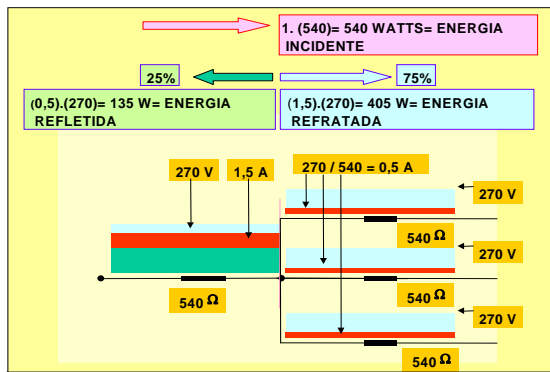 1. (540)= 540 WATTS= ENERGIA
INCIDENTE
25%
75%
(0,5).(270)= 135 W= ENERGIA
REFLETIDA
(1,5).(270)= 405 W= ENERGIA
REFRATADA
270 V
1,5 A
270 / 540 = 0,5 A
270 V
540 Ω
270 V
540 Ω
540 Ω
270 V
540 Ω